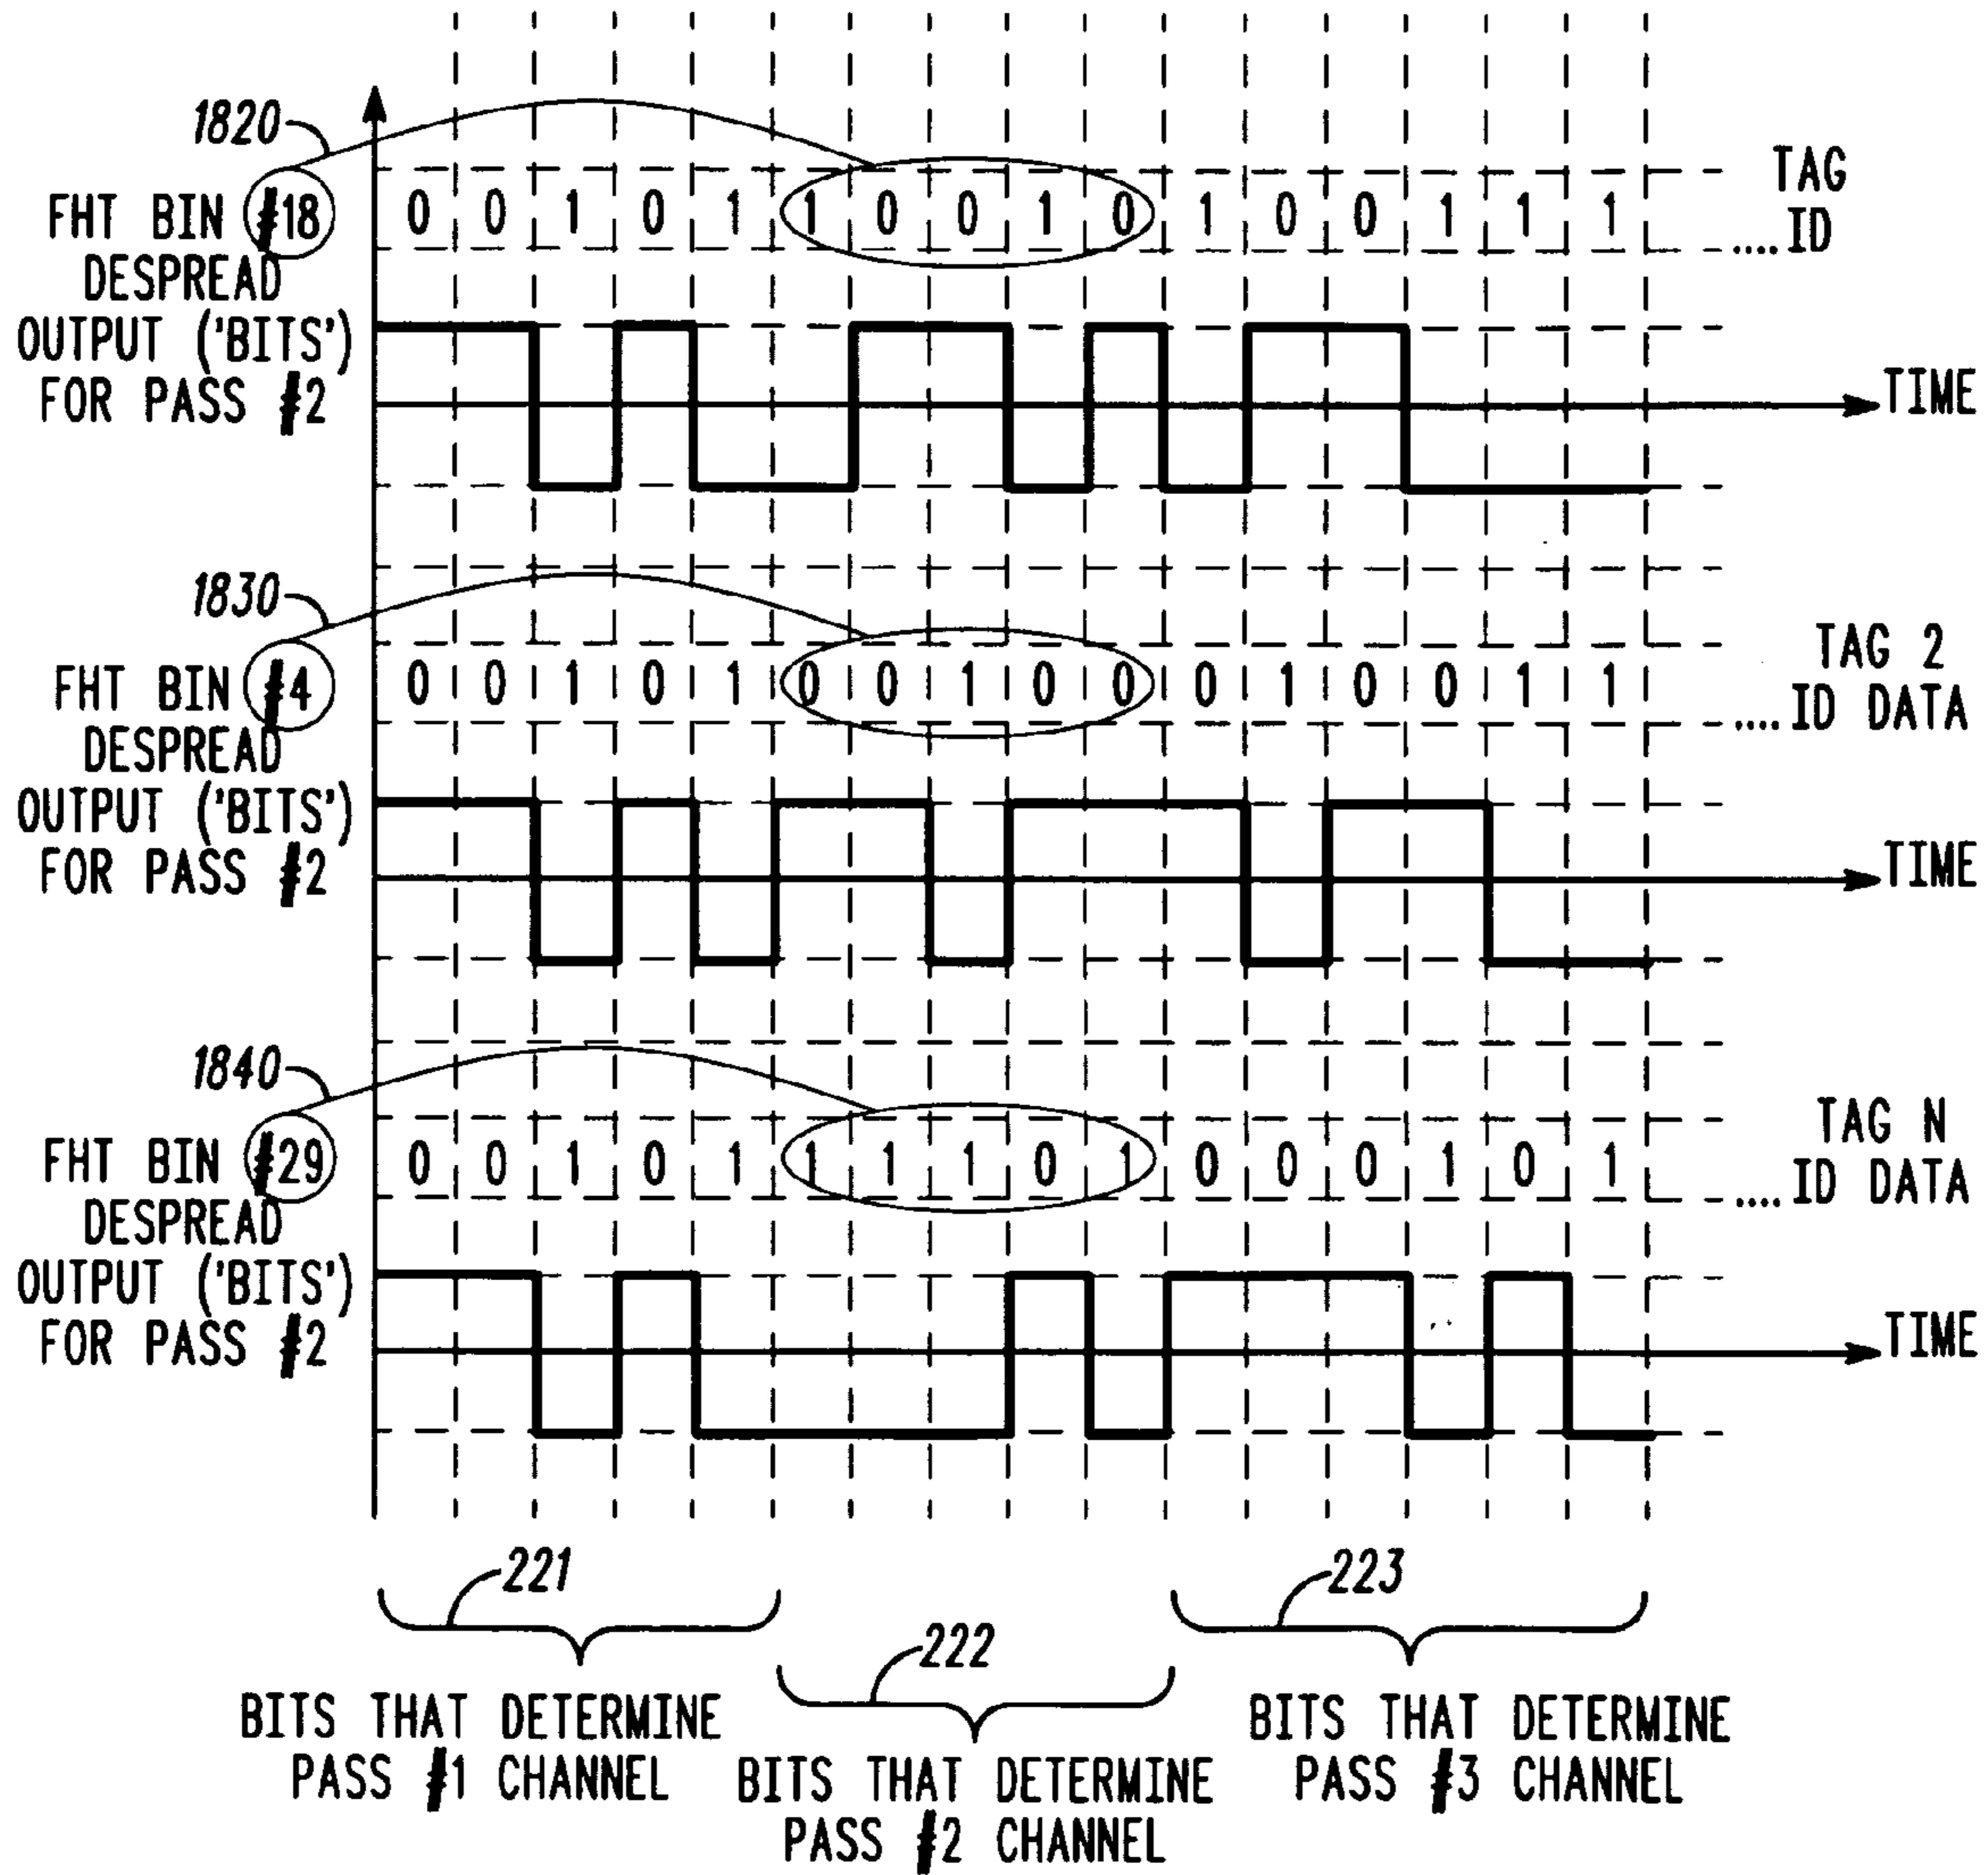 1820
FHT BIN #18 0 0 1 0 1 1 0 0 1 0 1 0 0 1 1 1 .... TAG ID
DESPREAD
OUTPUT ('BITS')
FOR PASS #2
TIME
1830
FHT BIN #4 0 0 1 0 1 0 0 1 0 0 0 1 0 0 1 1 .... TAG 2 ID DATA
DESPREAD
OUTPUT ('BITS')
FOR PASS #2
TIME
1840
FHT BIN #29 0 0 1 0 1 1 1 1 0 1 0 0 0 1 0 1 .... TAG N ID DATA
DESPREAD
OUTPUT ('BITS')
FOR PASS #2
TIME
221
BITS THAT DETERMINE
PASS #1 CHANNEL
222
BITS THAT DETERMINE
PASS #2 CHANNEL
223
BITS THAT DETERMINE
PASS #3 CHANNEL